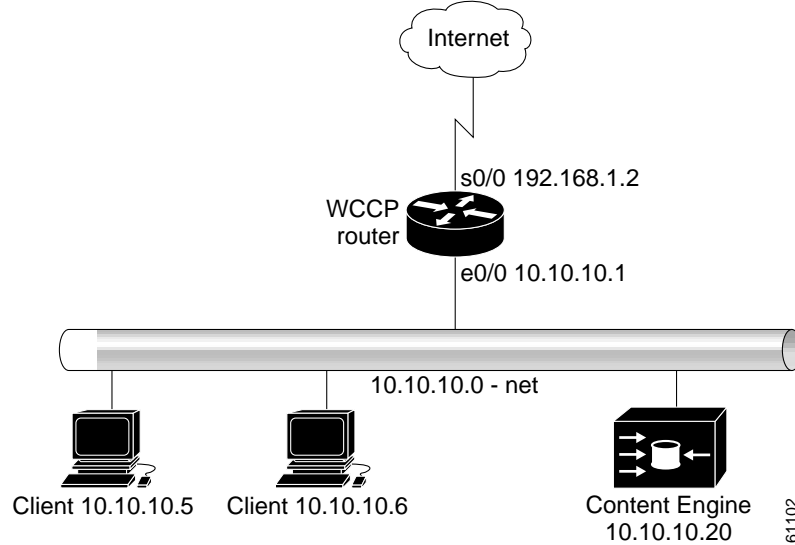 Internet
s0/0 192.168.1.2
WCCP
router
e0/0 10.10.10.1
10.10.10.0 - net
Client 10.10.10.5
Client 10.10.10.6
Content Engine
10.10.10.20
61102